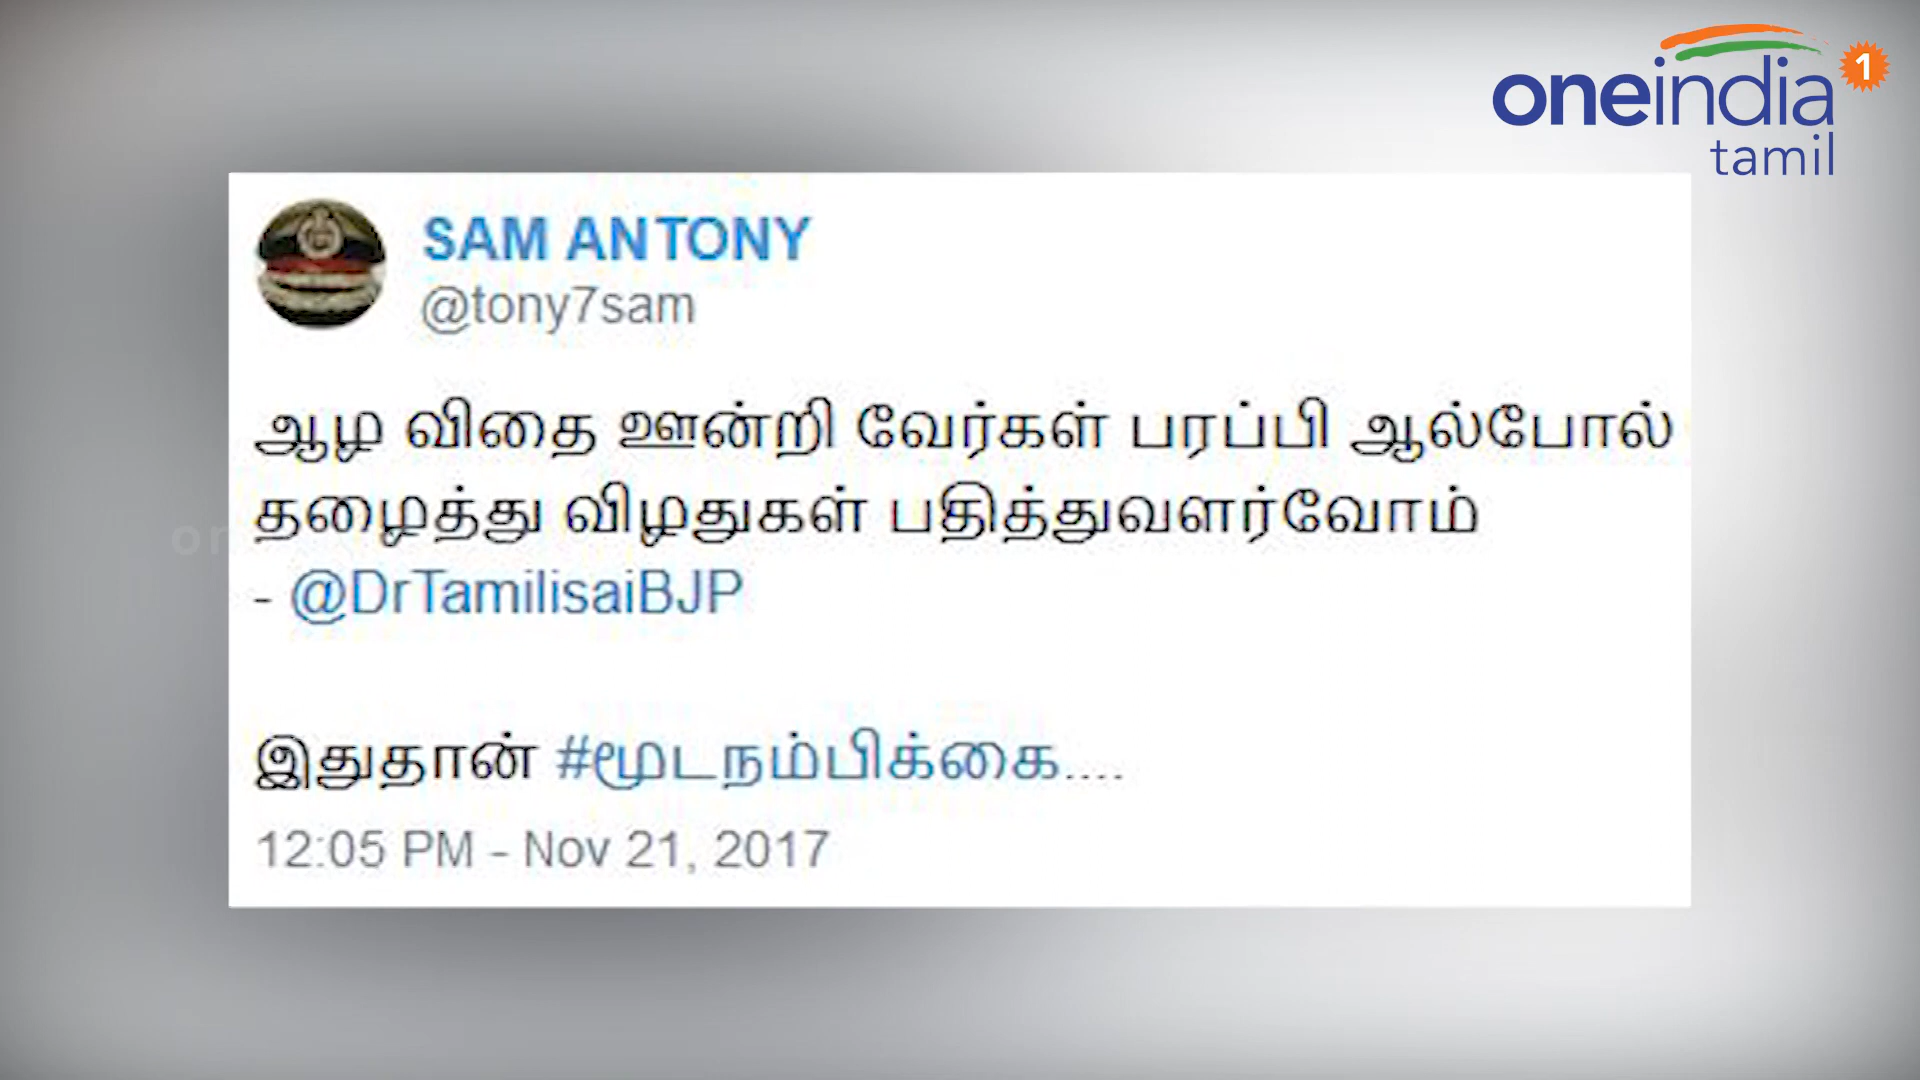 oneindia 1
tamil
SAM ANTONY
@tony7sam
ஆழ விதை ஊன்றி வேர்கள் பரப்பி ஆல்போல்
தழைத்து விழதுகள் பதித்துவளர்வோம்
- @DrTamilisaiBJP
இதுதான் #மூடநம்பிக்கை....
12:05 PM - Nov 21, 2017